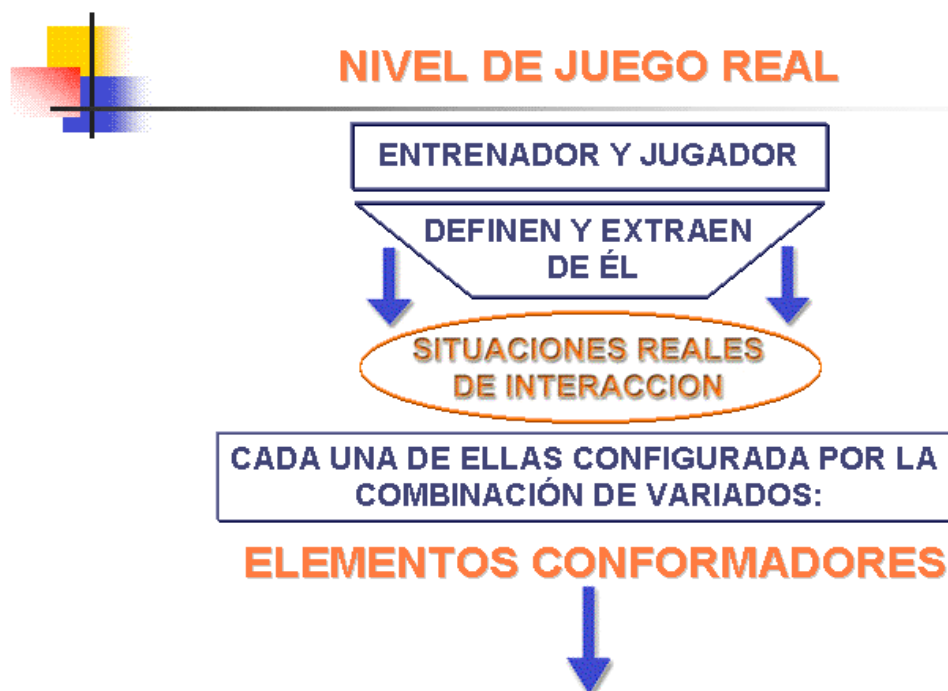 NIVEL DE JUEGO REAL
ENTRENADOR Y JUGADOR
DEFINEN Y EXTRAEN
DE ÉL
SITUACIONES REALES
DE INTERACCION
CADA UNA DE ELLAS CONFIGURADA POR LA
COMBINACIÓN DE VARIADOS:
ELEMENTOS CONFORMADORES